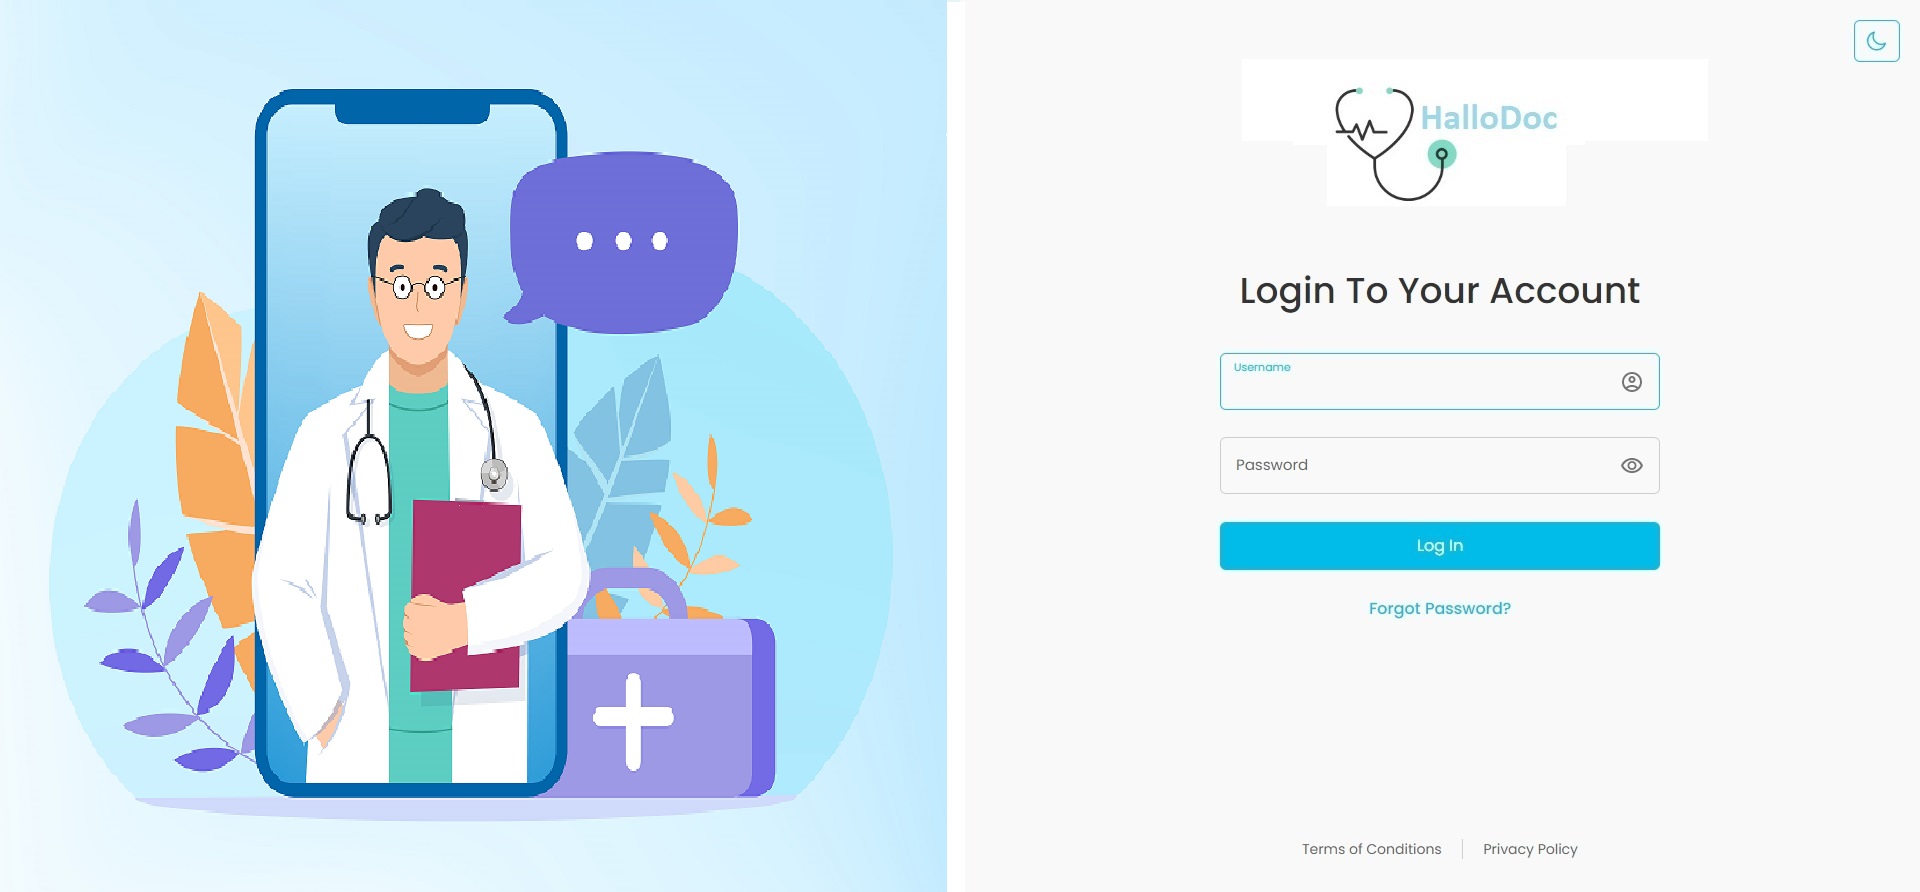 HalloDoc
Login To Your Account
Username
Password
Log In
Forgot Password?
Terms of Conditions
Privacy Policy